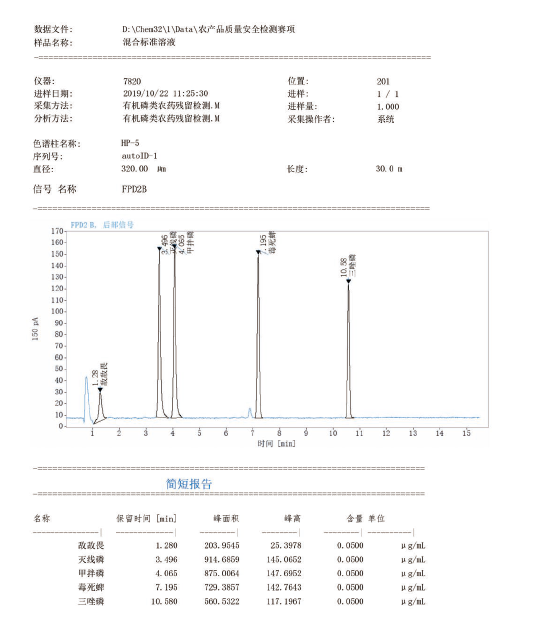 数据文件: D:\Chem32\1\Data\农产品质量安全检测赛项
样品名称: 混合标准溶液
仪器: 7820 位置: 201
进样日期: 2019/10/22 11:25:30 进样: 1 / 1
采集方法: 有机磷类农药残留检测.M 进样量: 1.000
分析方法: 有机磷类农药残留检测.M 采集操作者: 系统
色谱柱名称: HP-5
序列号: autoID-1
直径: 320.00 μm 长度: 30.0 m
信号 名称 FPD2B
FPD2 B, 后部信号
170
160
150
140
130
120
110
100
90
80
70
60
50
40
30
20
10
0
150 pA
1.28
敌敌畏
3.496
灭线磷
4.065
甲拌磷
7.195
毒死蜱
10.58
三唑磷
1 2 3 4 5 6 7 8 9 10 11 12 13 14 15
时间 [min]
简短报告
名称 保留时间 [min] 峰面积 峰高 含量 单位
敌敌畏 1.280 203.9545 25.3978 0.0500 μg/mL
灭线磷 3.496 914.6859 145.0652 0.0500 μg/mL
甲拌磷 4.065 875.0064 147.6952 0.0500 μg/mL
毒死蜱 7.195 729.3857 142.7643 0.0500 μg/mL
三唑磷 10.580 560.5322 117.1967 0.0500 μg/mL